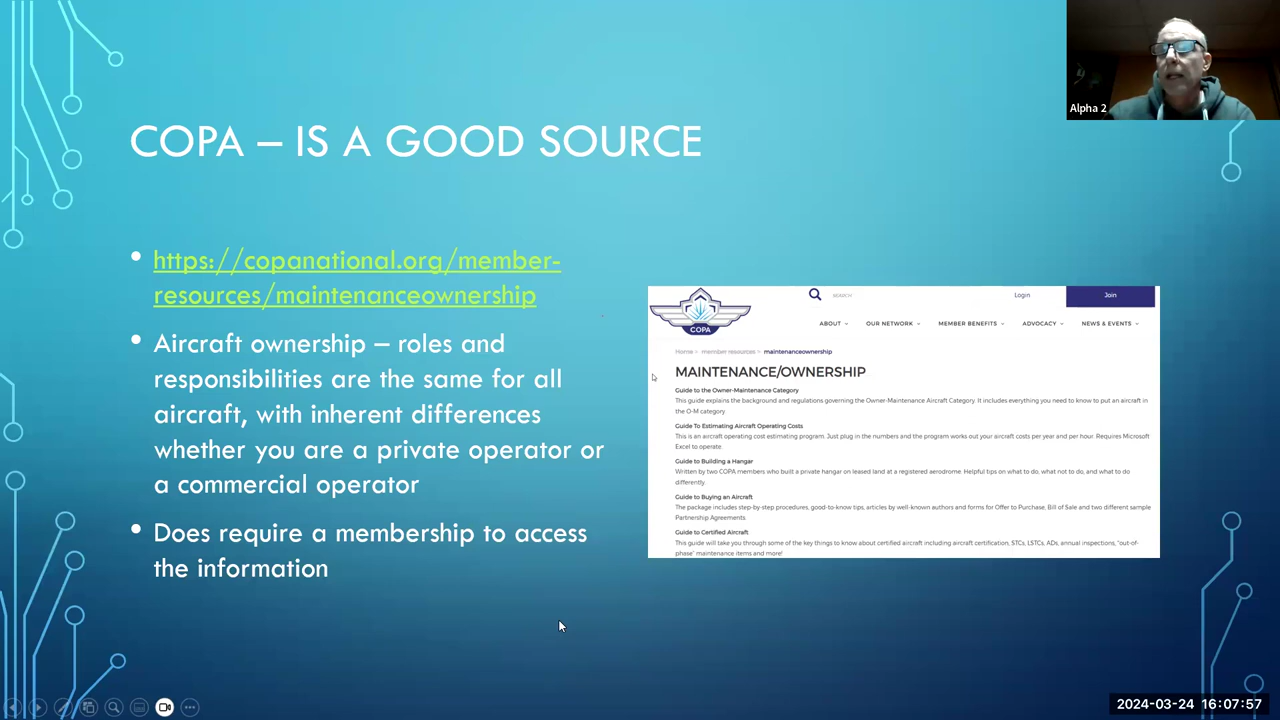 Alpha 2
COPA – IS A GOOD SOURCE
https://copanational.org/member-
resources/maintenanceownership
Aircraft ownership – roles and
responsibilities are the same for all
aircraft, with inherent differences
whether you are a private operator or
a commercial operator
Does require a membership to access
the information
COPA
SEARCH
Login
Join
ABOUT
OUR NETWORK
MEMBER BENEFITS
ADVOCACY
NEWS & EVENTS
Home > member resources > maintenanceownership
MAINTENANCE/OWNERSHIP
Guide to the Owner-Maintenance Category
This guide explains the background and regulations governing the Owner-Maintenance Aircraft Category. It includes everything you need to know to put an aircraft in
the O-M category.
Guide To Estimating Aircraft Operating Costs
This is an aircraft operating cost estimating program. Just plug in the numbers and the program works out your aircraft costs per year and per hour. Requires Microsoft
Excel to operate.
Guide to Building a Hangar
Written by two COPA members who built a private hangar on leased land at a registered aerodrome. Helpful tips on what to do, what not to do, and what to do
differently.
Guide to Buying an Aircraft
The package includes step-by-step procedures, good-to-know tips, articles by well-known authors and forms for Offer to Purchase, Bill of Sale and two different sample
Partnership Agreements.
Guide to Certified Aircraft
This guide will take you through some of the key things to know about certified aircraft including aircraft certification, STCs, LSTCs, ADs, annual inspections, "out-of-
phase" maintenance items and more!
2024-03-24 16:07:57